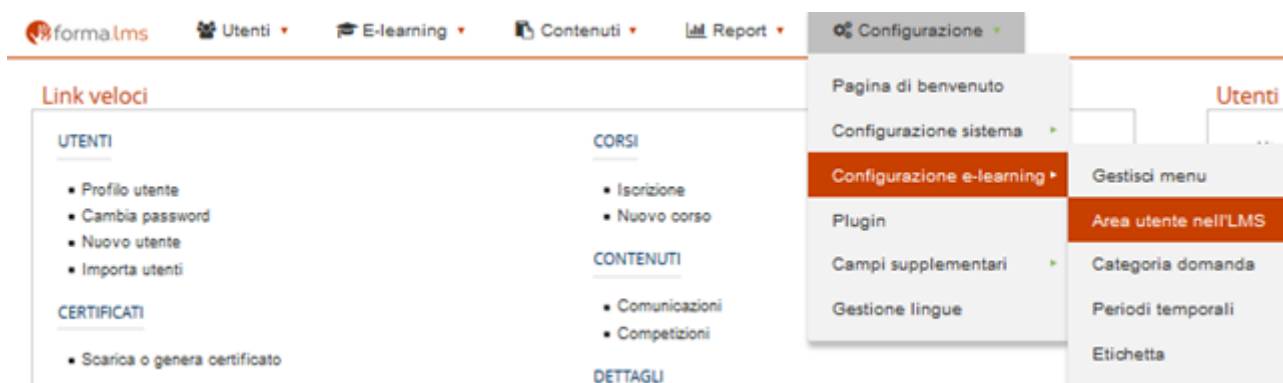 forma.lms Utenti E-learning Contenuti Report Configurazione
Link veloci
UTENTI
Profilo utente
Cambia password
Nuovo utente
Importa utenti
CERTIFICATI
Scarica o genera certificato
CORSI
Iscrizione
Nuovo corso
CONTENUTI
Comunicazioni
Competizioni
DETTAGLI
Pagina di benvenuto
Configurazione sistema
Configurazione e-learning
Plugin
Campi supplementari
Gestione lingue
Gestisci menu
Area utente nell'LMS
Categoria domanda
Periodi temporali
Etichetta
Utenti